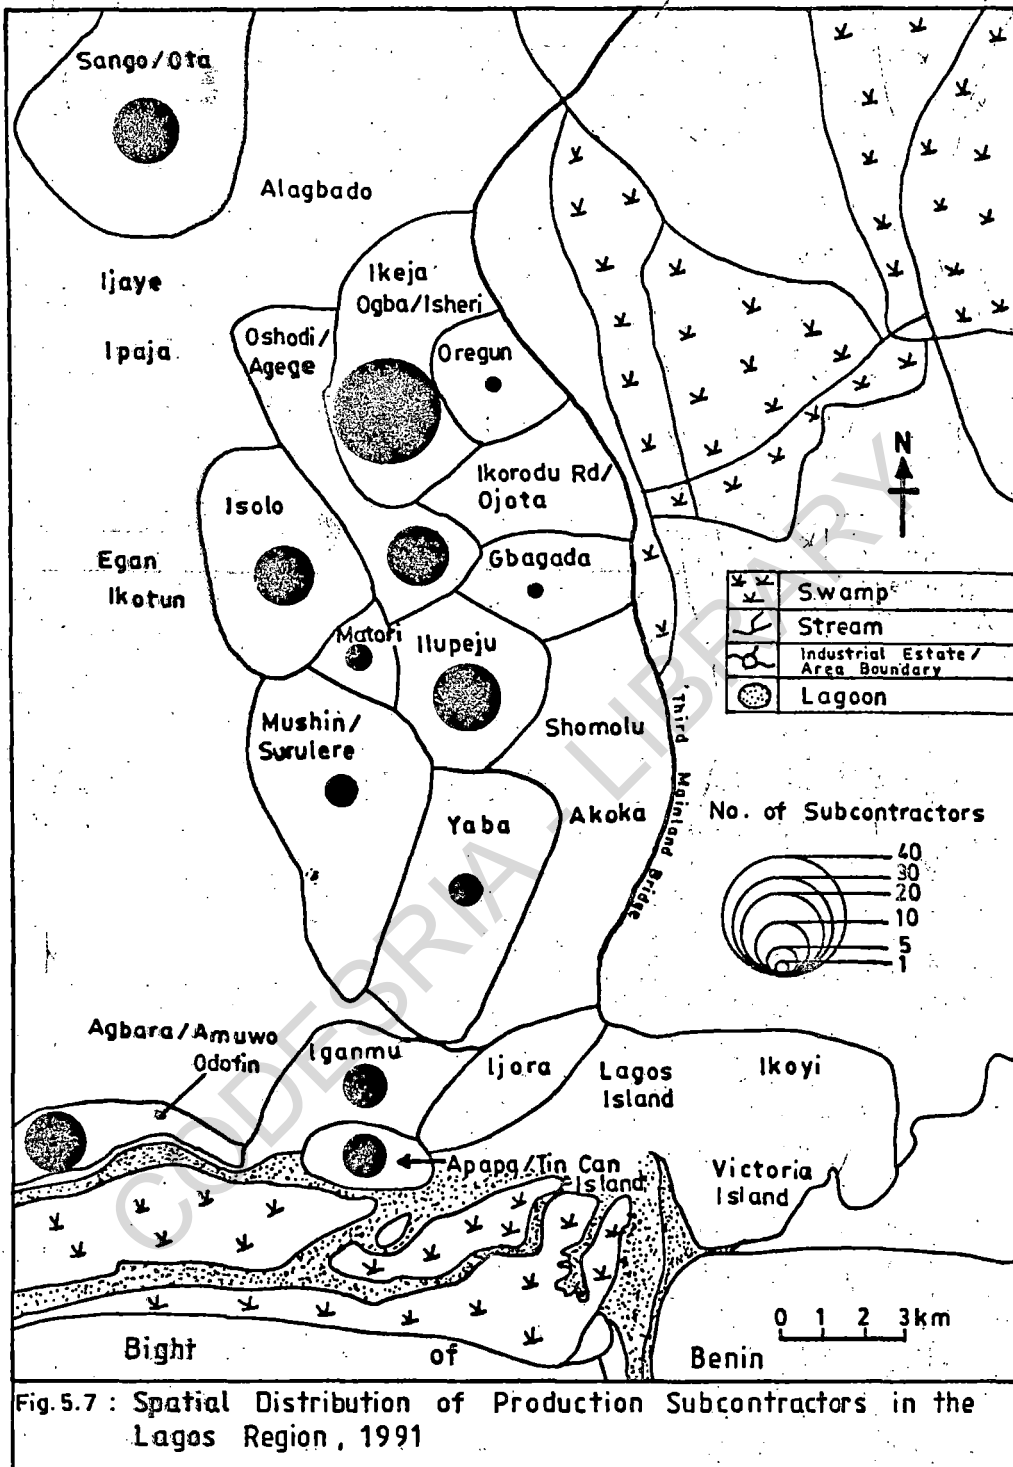 Sango/Ota
Alagbado
Ijaye
Ikeja
Ogba/Isheri
Ipaja
Oshodi/
Agege
Oregun
N
Ikorodu Rd/
Ojota
Isolo
Egan
Ikotun
Gbagada
Swamp
Stream
Industrial Estate/
Area Boundary
Lagoon
Matori
Ilupeju
Mushin/
Surulere
Shomolu
Third Mainland Bridge
Yaba
Akoka
No. of Subcontractors
40
30
20
10
5
1
Agbara/Amuwo
Odofin
Iganmu
Ijora
Lagos
Island
Ikoyi
Apapa/Tin Can
Island
Victoria
Island
0 1 2 3km
Bight of Benin
Fig.5.7 : Spatial Distribution of Production Subcontractors in the
Lagos Region, 1991
CODESRIA - LIBRARY